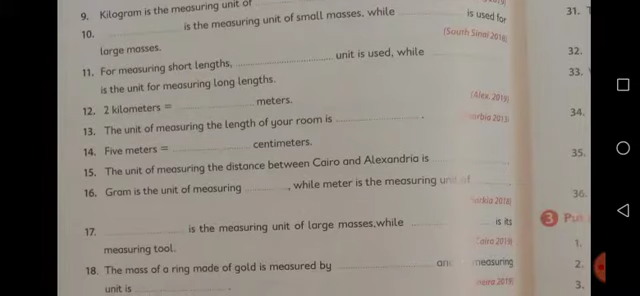 9. Kilogram is the measuring unit of
10. ........ is the measuring unit of small masses, while ........ is used for
large masses. (South Sinai 2018)
11. For measuring short lengths, ........ unit is used, while
is the unit for measuring long lengths.
12. 2 kilometers = ........ meters. (Alex. 2019)
13. The unit of measuring the length of your room is ........ .
14. Five meters = ........ centimeters.
15. The unit of measuring the distance between Cairo and Alexandria is ........
16. Gram is the unit of measuring ........, while meter is the measuring unit of ........
17. ........ is the measuring unit of large masses,while ........ is its
measuring tool.
18. The mass of a ring made of gold is measured by ........ and measuring
unit is ........ .
31.
32.
33.
34.
35.
36.
3
1.
2.
3.